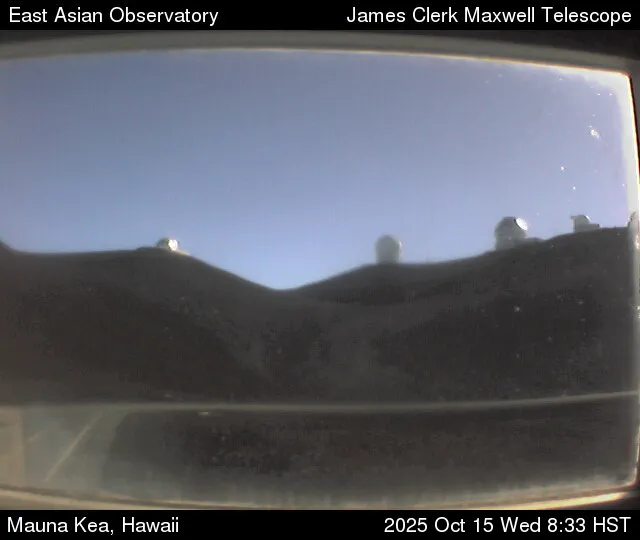 East Asian Observatory
James Clerk Maxwell Telescope
Mauna Kea, Hawaii
2025 Oct 15 Wed 8:33 HST